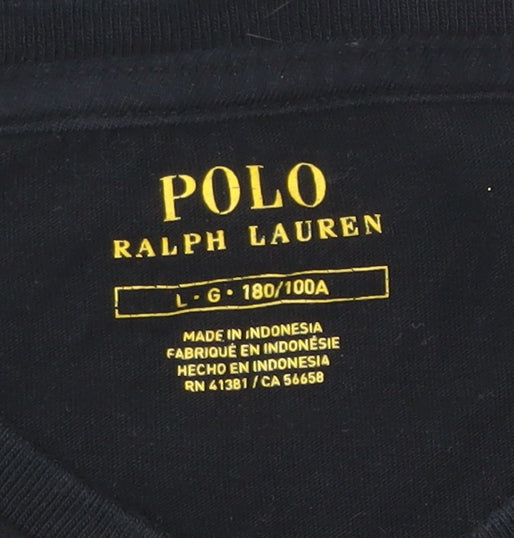 POLO
RALPH LAUREN
L · G · 180/100A
MADE IN INDONESIA
FABRIQUÉ EN INDONÉSIE
HECHO EN INDONESIA
RN 41381 / CA 56658